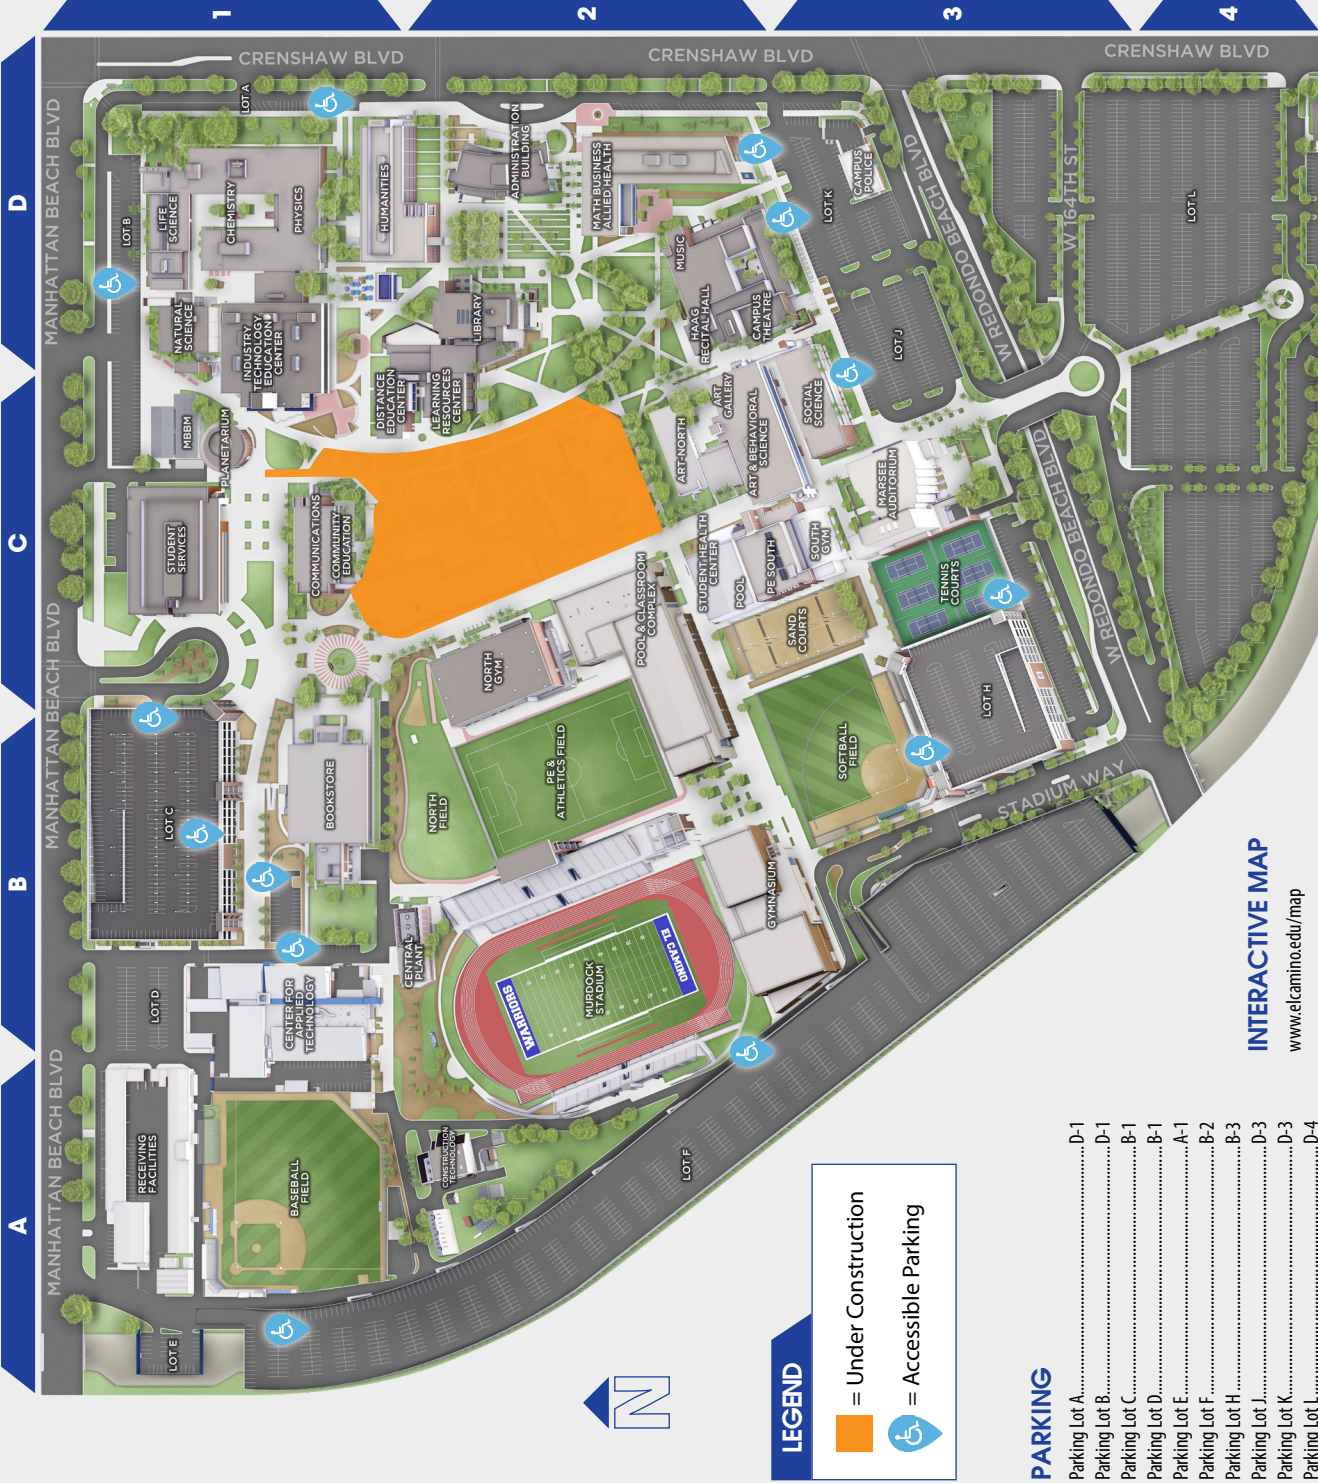 1
2
3
4
D
C
B
A
CRENSHAW BLVD
CRENSHAW BLVD
CRENSHAW BLVD
MANHATTAN BEACH BLVD
MANHATTAN BEACH BLVD
MANHATTAN BEACH BLVD
MANHATTAN BEACH BLVD
W REDONDO BEACH BLVD
W REDONDO BEACH BLVD
W REDONDO BEACH BLVD
W 164TH ST
STADIUM WAY
LOT A
LOT B
LIFE
SCIENCE
CHEMISTRY
PHYSICS
HUMANITIES
ADMINISTRATION
BUILDING
MATH BUSINESS
ALLIED HEALTH
CAMPUS
POLICE
LOT K
LOT L
MUSIC
HAAG
RECITAL HALL
CAMPUS
THEATRE
LOT J
NATURAL
SCIENCE
INDUSTRY
TECHNOLOGY
EDUCATION
CENTER
LIBRARY
DISTANCE
EDUCATION
CENTER
LEARNING
RESOURCES
CENTER
MBBM
PLANETARIUM
ART-NORTH
ART
GALLERY
ART & BEHAVIORAL
SCIENCE
SOCIAL
SCIENCE
MARSEE
AUDITORIUM
STUDENT
SERVICES
COMMUNICATIONS
COMMUNITY
EDUCATION
STUDENT HEALTH
CENTER
POOL
PE SOUTH
SOUTH
GYM
TENNIS
COURTS
POOL & CLASSROOM
COMPLEX
SAND
COURTS
NORTH
GYM
LOT H
SOFTBALL
FIELD
LOT C
BOOKSTORE
NORTH
FIELD
PE &
ATHLETICS FIELD
GYMNASIUM
CENTRAL
PLANT
WARRIORS
MURDOCK
STADIUM
EL CAMINO
LOT D
CENTER FOR
APPLIED
TECHNOLOGY
RECEIVING
FACILITIES
BASEBALL
FIELD
CONSTRUCTION
TECHNOLOGY
LOT F
LOT E
N
LEGEND
= Under Construction
= Accessible Parking
INTERACTIVE MAP
www.elcamino.edu/map
PARKING
Parking Lot A D-1
Parking Lot B D-1
Parking Lot C B-1
Parking Lot D B-1
Parking Lot E A-1
Parking Lot F B-2
Parking Lot H B-3
Parking Lot J D-3
Parking Lot K D-3
Parking Lot L D-4